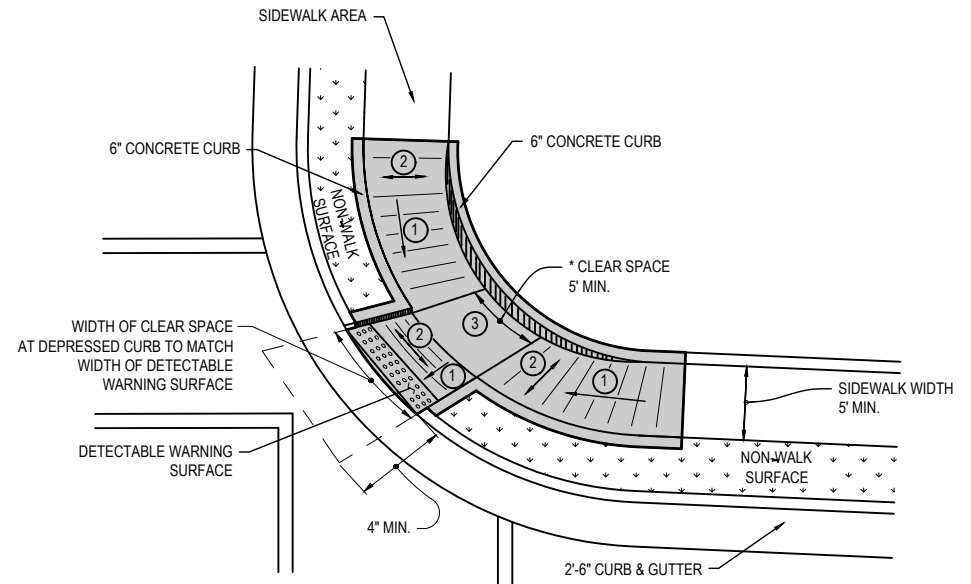 SIDEWALK AREA
6" CONCRETE CURB
6" CONCRETE CURB
2
NON-WALK
SURFACE
1
* CLEAR SPACE
5' MIN.
3
WIDTH OF CLEAR SPACE
AT DEPRESSED CURB TO MATCH
WIDTH OF DETECTABLE
WARNING SURFACE
2
1
2
1
SIDEWALK WIDTH
5' MIN.
DETECTABLE WARNING
SURFACE
NON-WALK
SURFACE
4" MIN.
2'-6" CURB & GUTTER